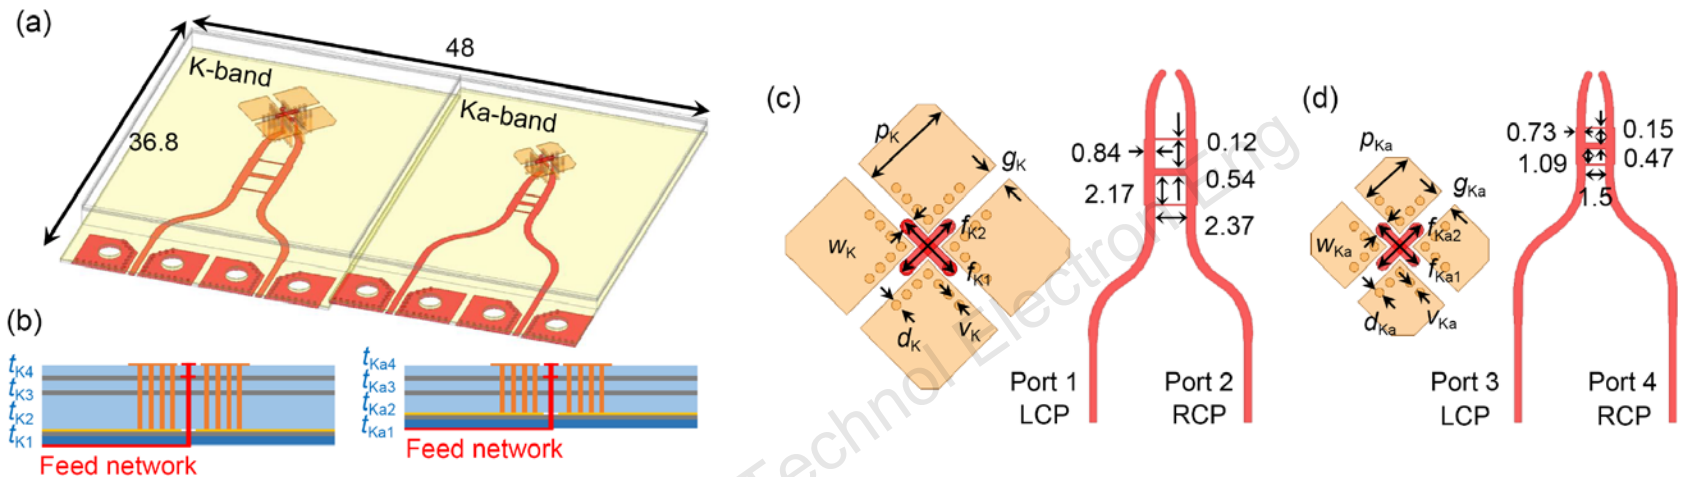 (a)
48
K-band
Ka-band
36.8
(b)
tK4
tK3
tK2
tK1
Feed network
tKa4
tKa3
tKa2
tKa1
Feed network
(c)
pK
gK
wK
fK2
fK1
dK
vK
0.84
0.12
0.54
2.17
2.37
Port 1
LCP
Port 2
RCP
(d)
pKa
gKa
wKa
fKa2
fKa1
dKa
vKa
0.73
0.15
1.09
0.47
1.5
Port 3
LCP
Port 4
RCP
Technol Electron Eng